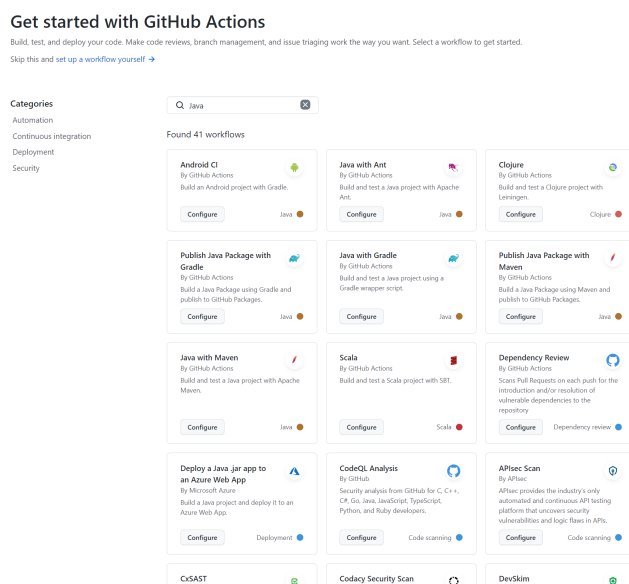 Get started with GitHub Actions
Build, test, and deploy your code. Make code reviews, branch management, and issue triaging work the way you want. Select a workflow to get started.
Skip this and set up a workflow yourself →
Categories
Automation
Continuous integration
Deployment
Security
Java
Found 41 workflows
Android CI
By GitHub Actions
Build an Android project with Gradle.
Configure
Java
Java with Ant
By GitHub Actions
Build and test a Java project with Apache
Ant.
Configure
Java
Clojure
By GitHub Actions
Build and test a Clojure project with
Leiningen.
Configure
Clojure
Publish Java Package with
Gradle
By GitHub Actions
Build a Java Package using Gradle and
publish to GitHub Packages.
Configure
Java
Java with Gradle
By GitHub Actions
Build and test a Java project using a
Gradle wrapper script.
Configure
Java
Publish Java Package with
Maven
By GitHub Actions
Build a Java Package using Maven and
publish to GitHub Packages.
Configure
Java
Java with Maven
By GitHub Actions
Build and test a Java project with Apache
Maven.
Configure
Java
Scala
By GitHub Actions
Build and test a Scala project with SBT.
Configure
Scala
Dependency Review
By GitHub Actions
Scans Pull Requests on each push for the
introduction and/or resolution of
vulnerable dependencies to the
repository
Configure
Dependency review
Deploy a Java .jar app to
an Azure Web App
By Microsoft Azure
Build a Java project and deploy it to an
Azure Web App.
Configure
Deployment
CodeQL Analysis
By GitHub
Security analysis from GitHub for C, C++,
C#, Go, Java, JavaScript, TypeScript,
Python, and Ruby developers.
Configure
Code scanning
APIsec Scan
By APIsec
APIsec provides the industry's only
automated and continuous API testing
platform that uncovers security
vulnerabilities and logic flaws in APIs.
Configure
Code scanning
CxSAST
Codacy Security Scan
DevSkim